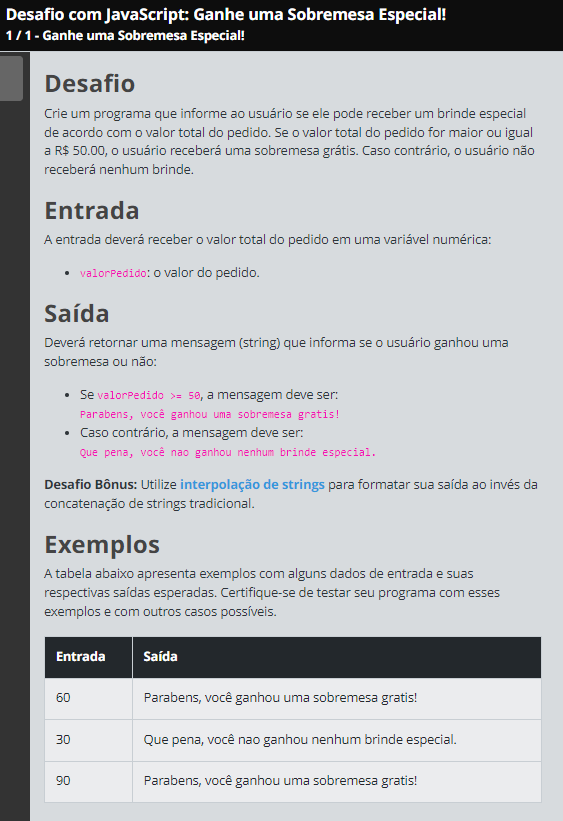 Desafio com JavaScript: Ganhe uma Sobremesa Especial!
1 / 1 - Ganhe uma Sobremesa Especial!
Desafio
Crie um programa que informe ao usuário se ele pode receber um brinde especial
de acordo com o valor total do pedido. Se o valor total do pedido for maior ou igual
a R$ 50.00, o usuário receberá uma sobremesa grátis. Caso contrário, o usuário não
receberá nenhum brinde.
Entrada
A entrada deverá receber o valor total do pedido em uma variável numérica:
• valorPedido: o valor do pedido.
Saída
Deverá retornar uma mensagem (string) que informa se o usuário ganhou uma
sobremesa ou não:
• Se valorPedido >= 50, a mensagem deve ser:
Parabens, você ganhou uma sobremesa gratis!
• Caso contrário, a mensagem deve ser:
Que pena, você nao ganhou nenhum brinde especial.
Desafio Bônus: Utilize interpolação de strings para formatar sua saída ao invés da
concatenação de strings tradicional.
Exemplos
A tabela abaixo apresenta exemplos com alguns dados de entrada e suas
respectivas saídas esperadas. Certifique-se de testar seu programa com esses
exemplos e com outros casos possíveis.
Entrada Saída
60 Parabens, você ganhou uma sobremesa gratis!
30 Que pena, você nao ganhou nenhum brinde especial.
90 Parabens, você ganhou uma sobremesa gratis!